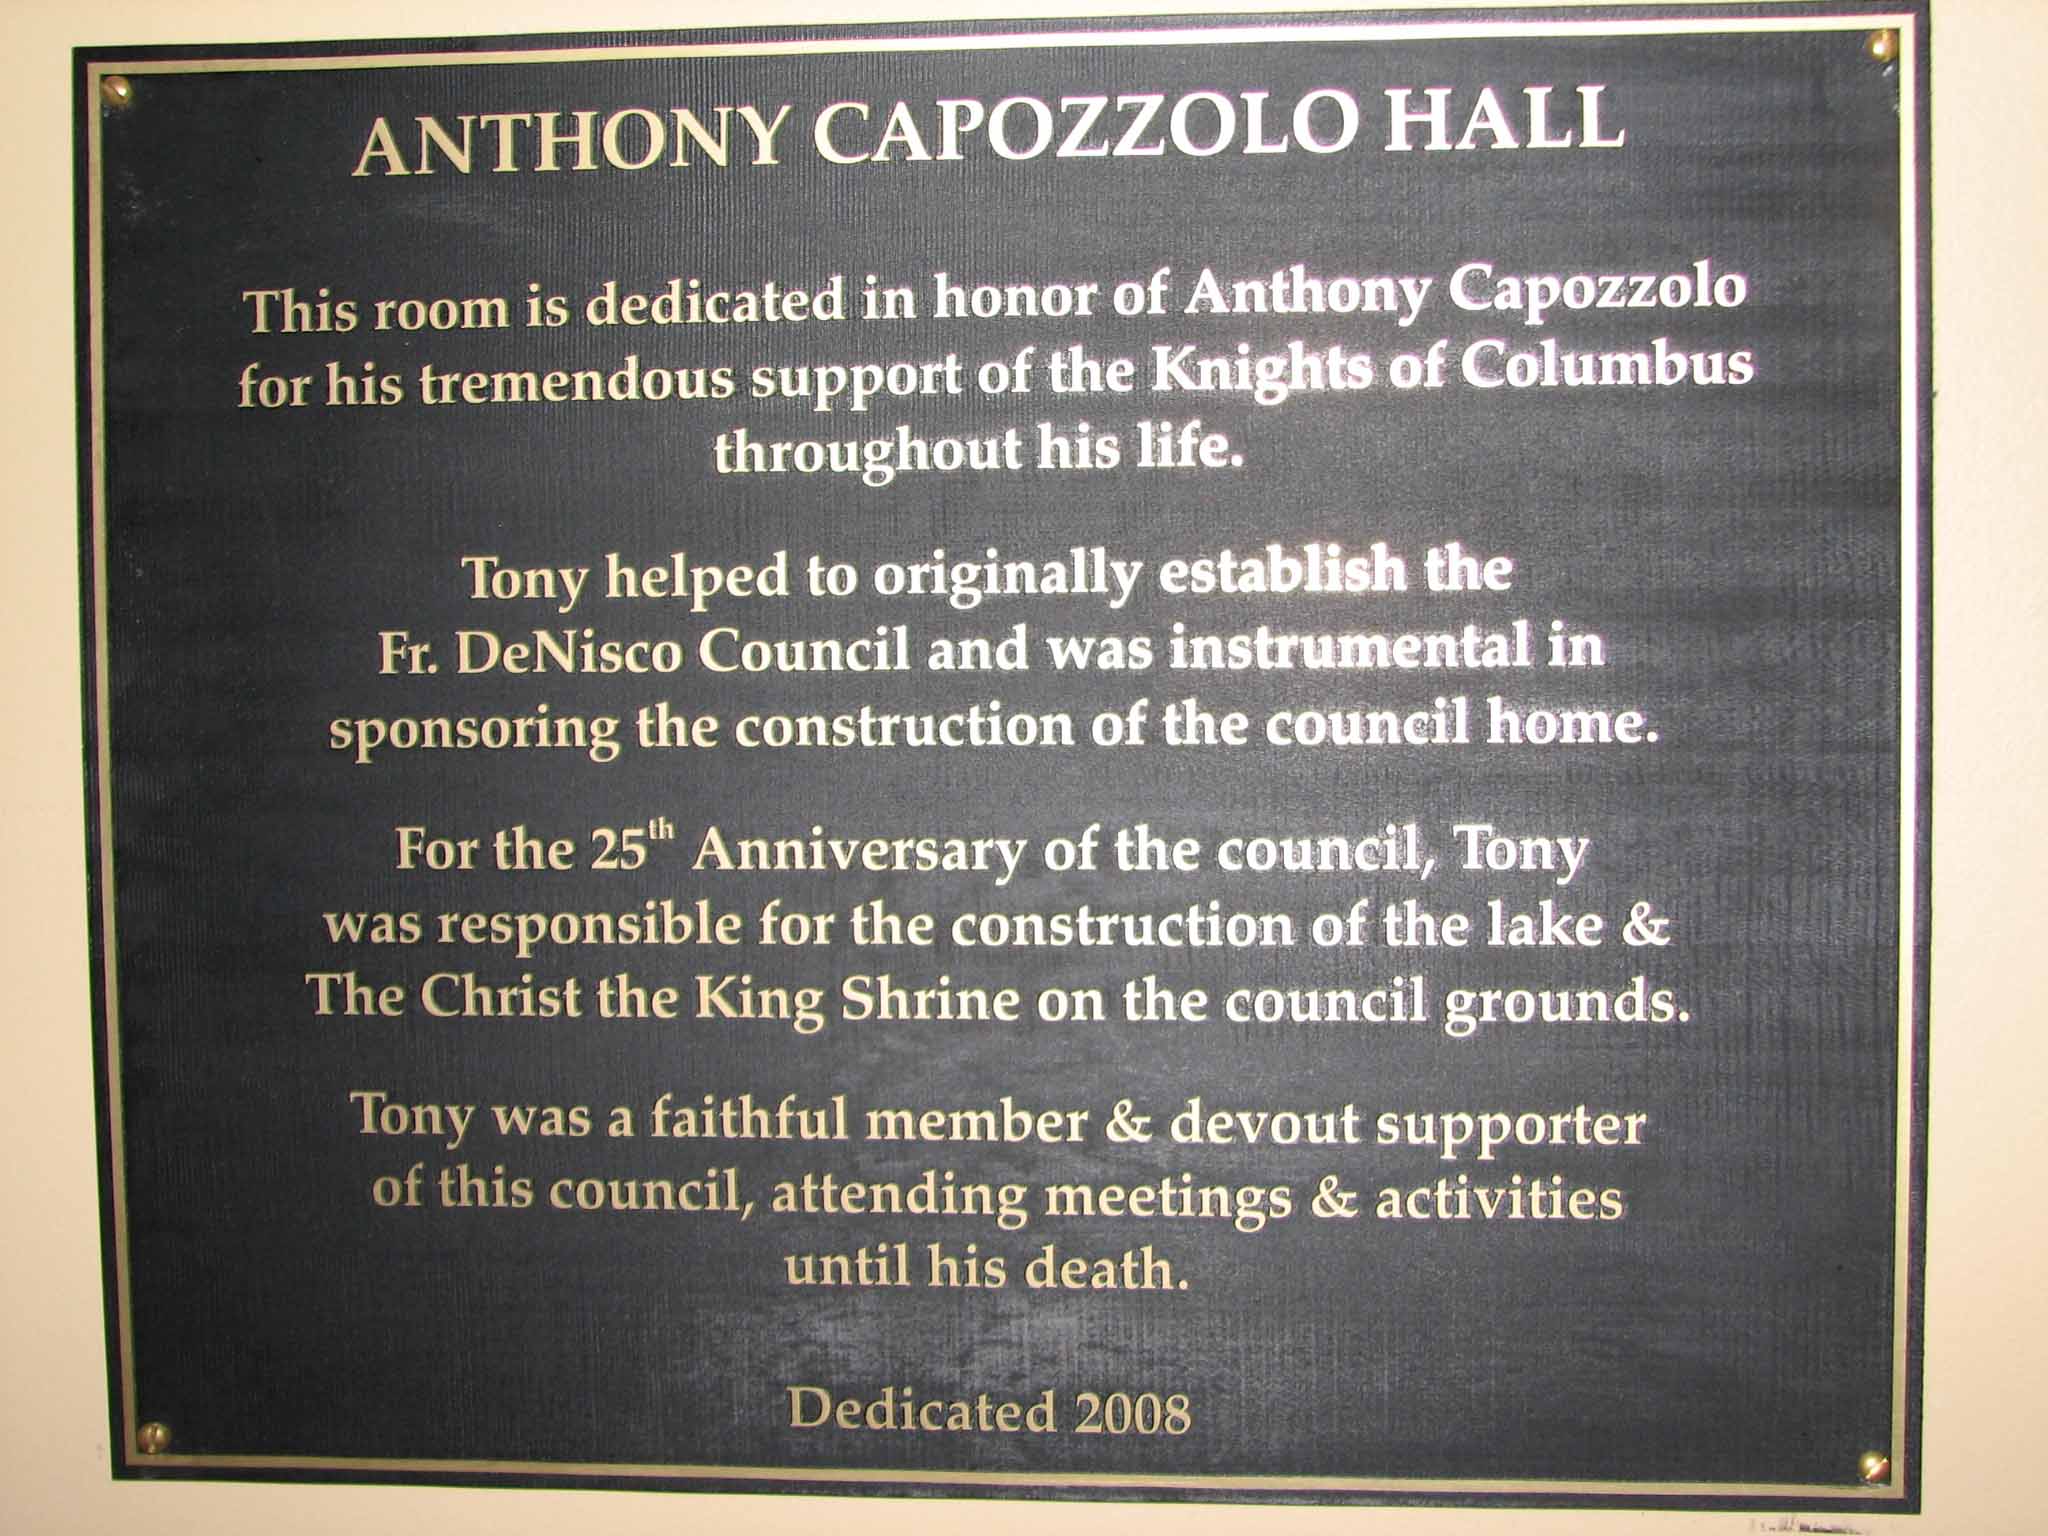 ANTHONY CAPOZZOLO HALL
This room is dedicated in honor of Anthony Capozzolo
for his tremendous support of the Knights of Columbus
throughout his life.
Tony helped to originally establish the
Fr. DeNisco Council and was instrumental in
sponsoring the construction of the council home.
For the 25th Anniversary of the council, Tony
was responsible for the construction of the lake &
The Christ the King Shrine on the council grounds.
Tony was a faithful member & devout supporter
of this council, attending meetings & activities
until his death.
Dedicated 2008